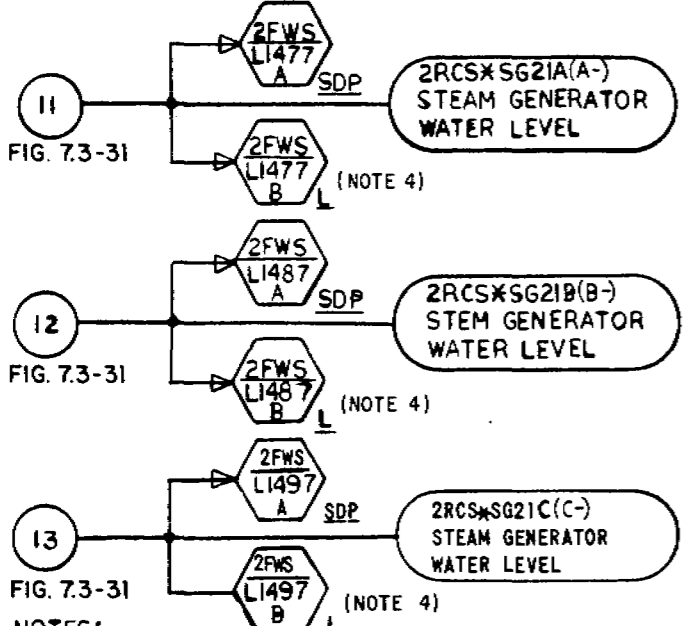 2FWS
L1477
A
SDP
11
2RCS*SG21A(A-)
STEAM GENERATOR
WATER LEVEL
FIG. 7.3-31
2FWS
L1477
B
L (NOTE 4)
2FWS
L1487
A
SDP
12
2RCS*SG21B(B-)
STEM GENERATOR
WATER LEVEL
FIG. 7.3-31
2FWS
L1487
B
L (NOTE 4)
2FWS
L1497
A
SDP
13
2RCS*SG21C(C-)
STEAM GENERATOR
WATER LEVEL
FIG. 7.3-31
2FWS
L1497
B
L (NOTE 4)
NOTES: